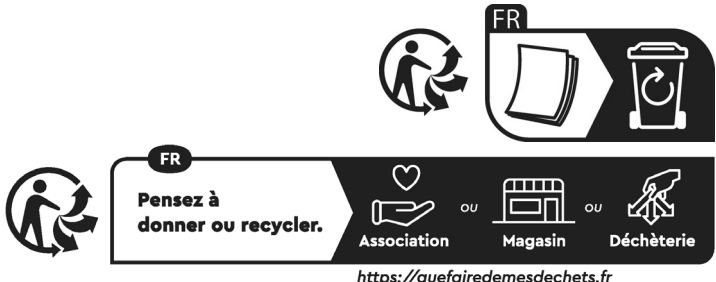 FR
FR
Pensez à
donner ou recycler.
Association
ou
Magasin
ou
Déchèterie
https://quefairedemesdechets.fr